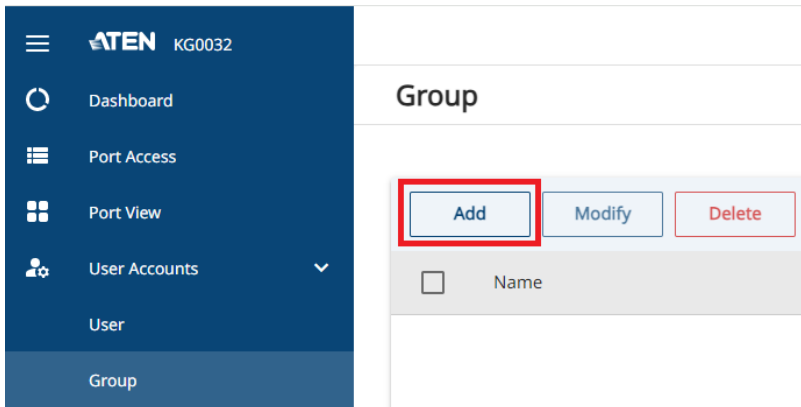 ATEN KG0032
Dashboard
Port Access
Port View
User Accounts
User
Group
Group
Add Modify Delete
Name